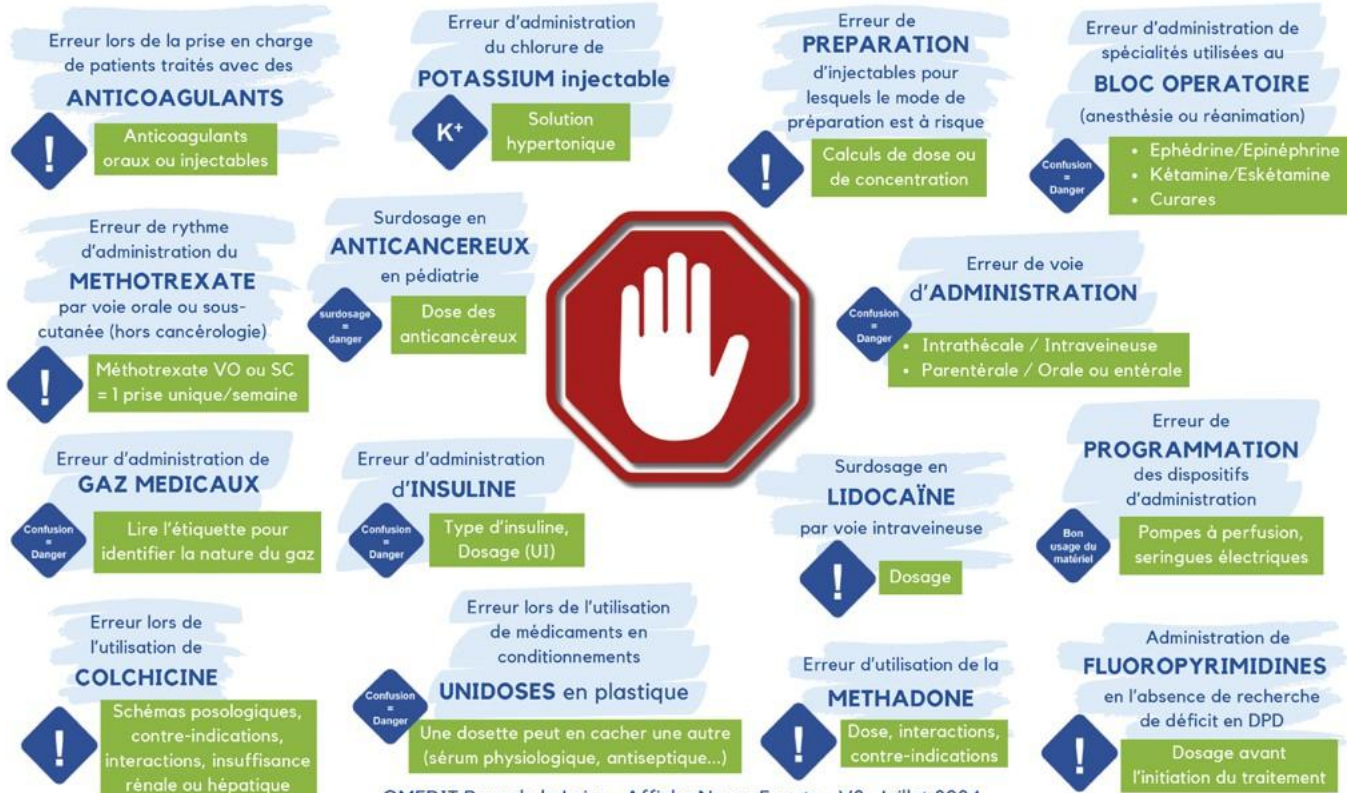 Erreur lors de la prise en charge
de patients traités avec des
ANTICOAGULANTS
!
Anticoagulants
oraux ou injectables
Erreur d'administration
du chlorure de
POTASSIUM injectable
K+
Solution
hypertonique
Erreur de
PREPARATION
d'injectables pour
lesquels le mode de
préparation est à risque
!
Calculs de dose ou
de concentration
Erreur d'administration de
spécialités utilisées au
BLOC OPERATOIRE
(anesthésie ou réanimation)
Confusion
=
Danger
• Ephédrine/Epinéphrine
• Kétamine/Eskétamine
• Curares
Erreur de rythme
d'administration du
METHOTREXATE
par voie orale ou sous-
cutanée (hors cancérologie)
!
Méthotrexate VO ou SC
= 1 prise unique/semaine
Surdosage en
ANTICANCEREUX
en pédiatrie
surdosage
=
danger
Dose des
anticancéreux
Erreur de voie
d'ADMINISTRATION
Confusion
=
Danger
• Intrathécale / Intraveineuse
• Parentérale / Orale ou entérale
Erreur d'administration de
GAZ MEDICAUX
Confusion
=
Danger
Lire l'étiquette pour
identifier la nature du gaz
Erreur d'administration
d'INSULINE
Confusion
=
Danger
Type d'insuline,
Dosage (UI)
Surdosage en
LIDOCAÏNE
par voie intraveineuse
!
Dosage
Erreur de
PROGRAMMATION
des dispositifs
d'administration
Bon
usage du
matériel
Pompes à perfusion,
seringues électriques
Erreur lors de
l'utilisation de
COLCHICINE
!
Schémas posologiques,
contre-indications,
interactions, insuffisance
rénale ou hépatique
Erreur lors de l'utilisation
de médicaments en
conditionnements
UNIDOSES en plastique
Confusion
=
Danger
Une dosette peut en cacher une autre
(sérum physiologique, antiseptique...)
Erreur d'utilisation de la
METHADONE
!
Dose, interactions,
contre-indications
Administration de
FLUOROPYRIMIDINES
en l'absence de recherche
de déficit en DPD
!
Dosage avant
l'initiation du traitement